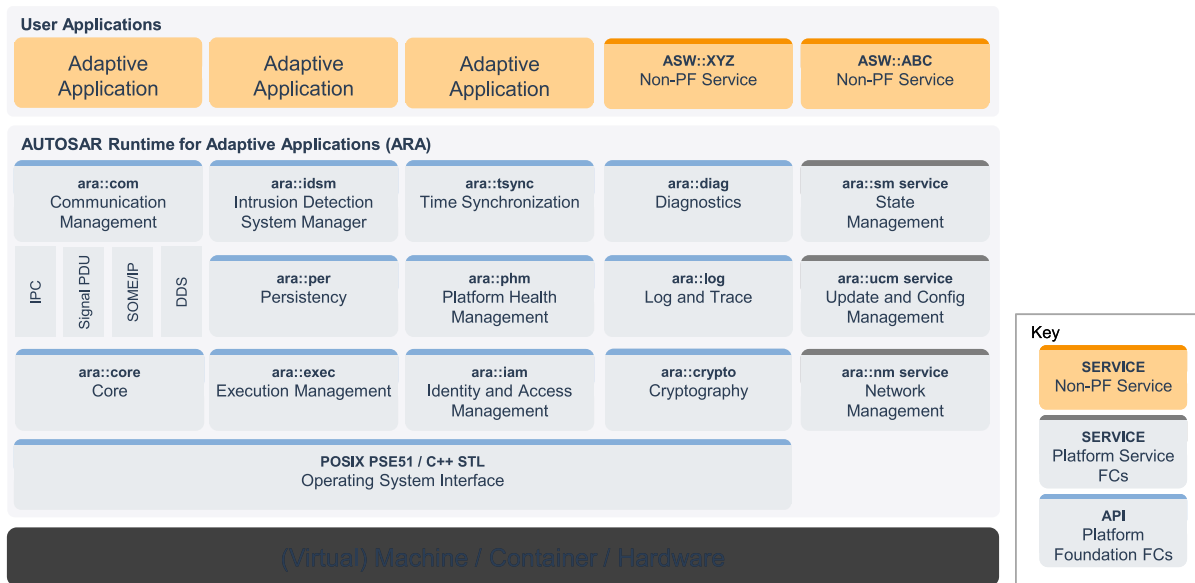 User Applications
Adaptive
Application
Adaptive
Application
Adaptive
Application
ASW::XYZ
Non-PF Service
ASW::ABC
Non-PF Service
AUTOSAR Runtime for Adaptive Applications (ARA)
ara::com
Communication
Management
ara::idsm
Intrusion Detection
System Manager
ara::tsync
Time Synchronization
ara::diag
Diagnostics
ara::sm service
State
Management
IPC
Signal PDU
SOME/IP
DDS
ara::per
Persistency
ara::phm
Platform Health
Management
ara::log
Log and Trace
ara::ucm service
Update and Config
Management
ara::core
Core
ara::exec
Execution Management
ara::iam
Identity and Access
Management
ara::crypto
Cryptography
ara::nm service
Network
Management
POSIX PSE51 / C++ STL
Operating System Interface
(Virtual) Machine / Container / Hardware
Key
SERVICE
Non-PF Service
SERVICE
Platform Service
FCs
API
Platform
Foundation FCs